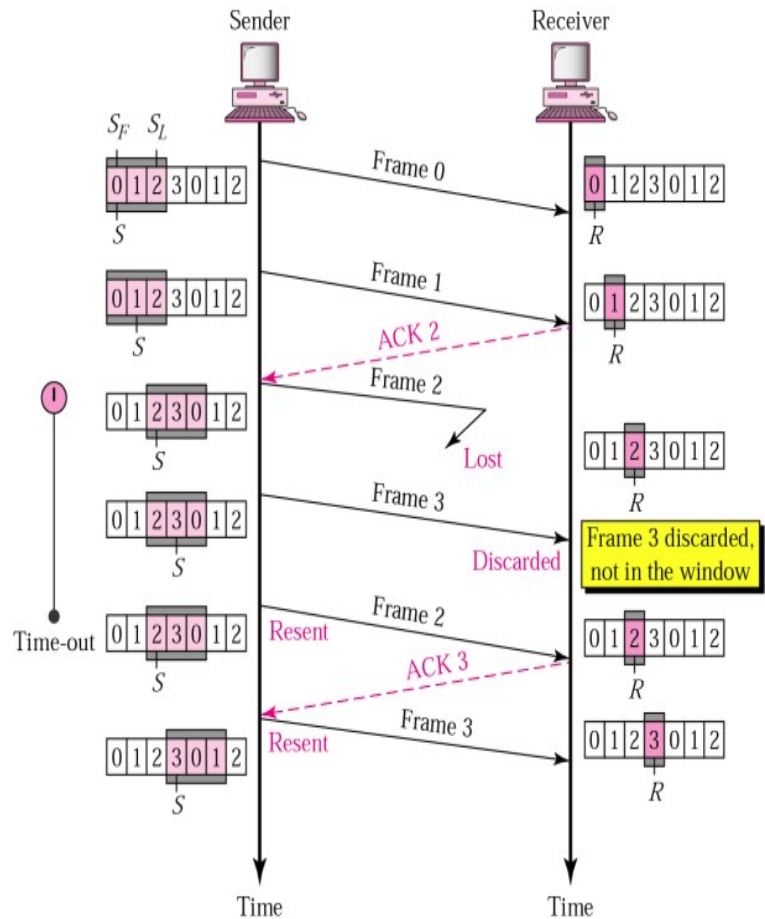 Sender
Receiver
S_F S_L
Frame 0
0 1 2 3 0 1 2
0 1 2 3 0 1 2
S
R
Frame 1
0 1 2 3 0 1 2
0 1 2 3 0 1 2
ACK 2
S
R
Frame 2
0 1 2 3 0 1 2
0 1 2 3 0 1 2
Lost
S
R
Frame 3
0 1 2 3 0 1 2
Frame 3 discarded,
not in the window
Discarded
S
Frame 2
0 1 2 3 0 1 2
Resent
0 1 2 3 0 1 2
Time-out
ACK 3
S
R
Frame 3
Resent
0 1 2 3 0 1 2
0 1 2 3 0 1 2
S
R
Time
Time